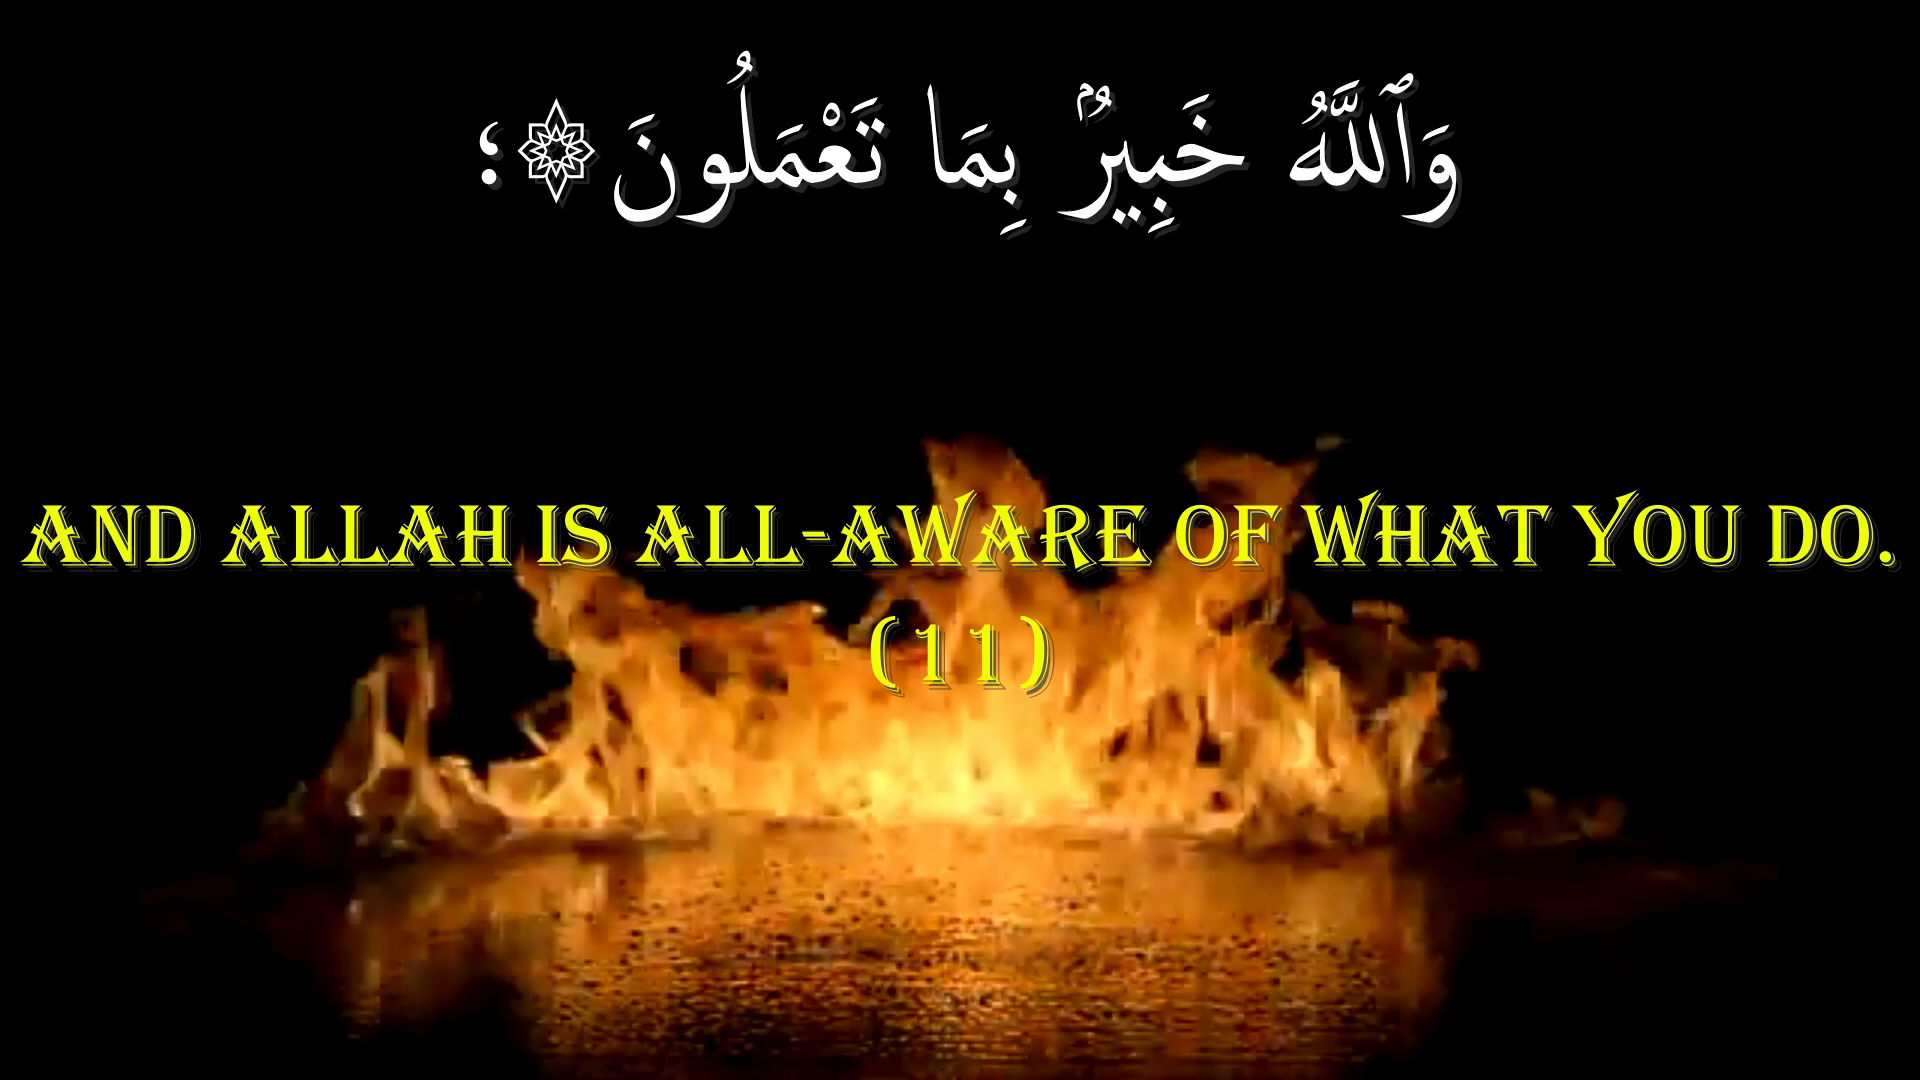 وَٱللَّهُ خَبِيرٌۢ بِمَا تَعْمَلُونَ ۞؛
AND ALLAH IS ALL-AWARE OF WHAT YOU DO.
(11)